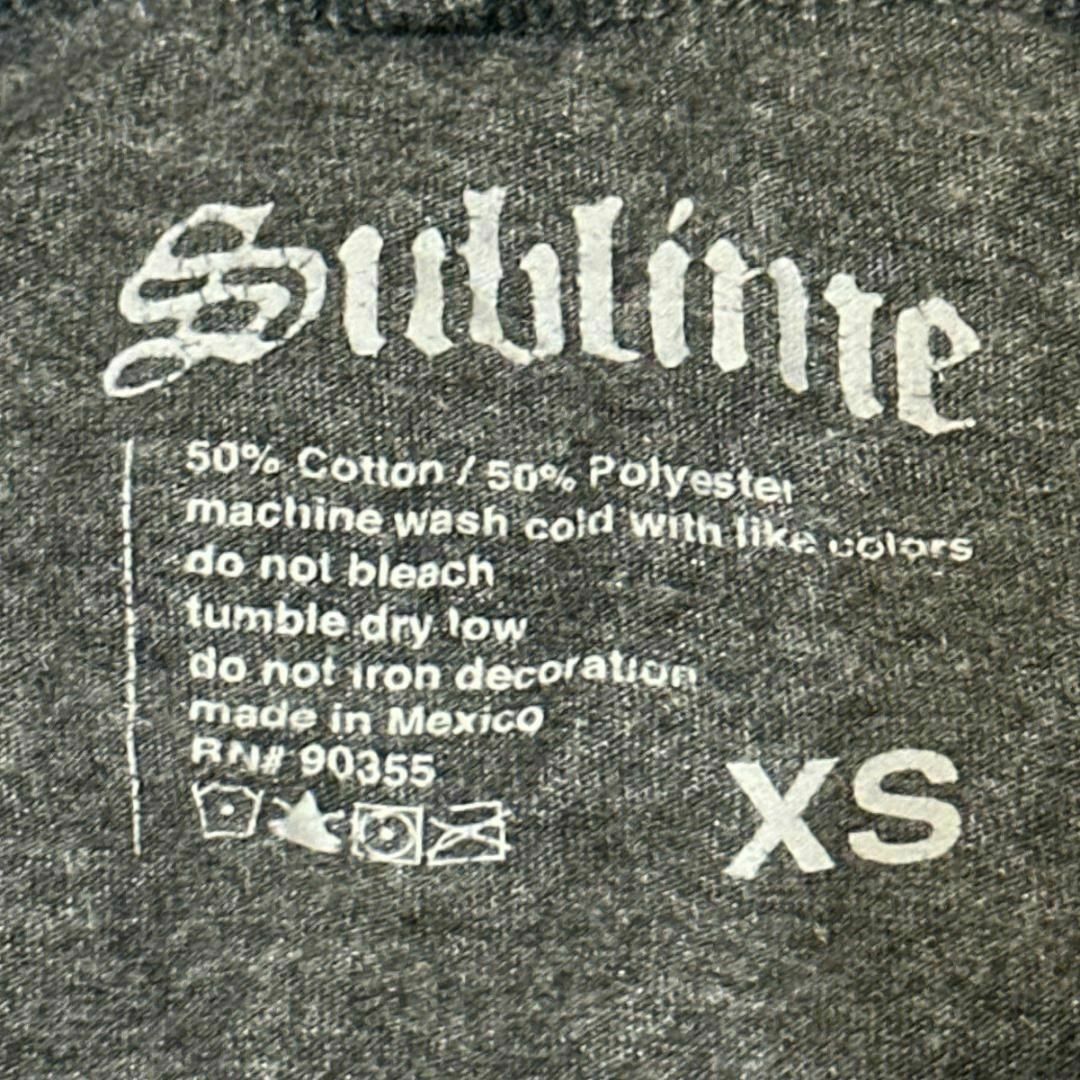 Sublime
50% Cotton / 50% Polyester
machine wash cold with like colors
do not bleach
tumble dry low
do not iron decoration
made in Mexico
RN# 90355
XS